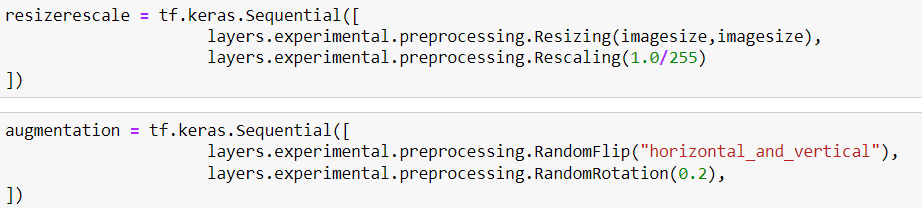 resizerescale = tf.keras.Sequential([
layers.experimental.preprocessing.Resizing(imagesize,imagesize),
layers.experimental.preprocessing.Rescaling(1.0/255)
])
augmentation = tf.keras.Sequential([
layers.experimental.preprocessing.RandomFlip("horizontal_and_vertical"),
layers.experimental.preprocessing.RandomRotation(0.2),
])